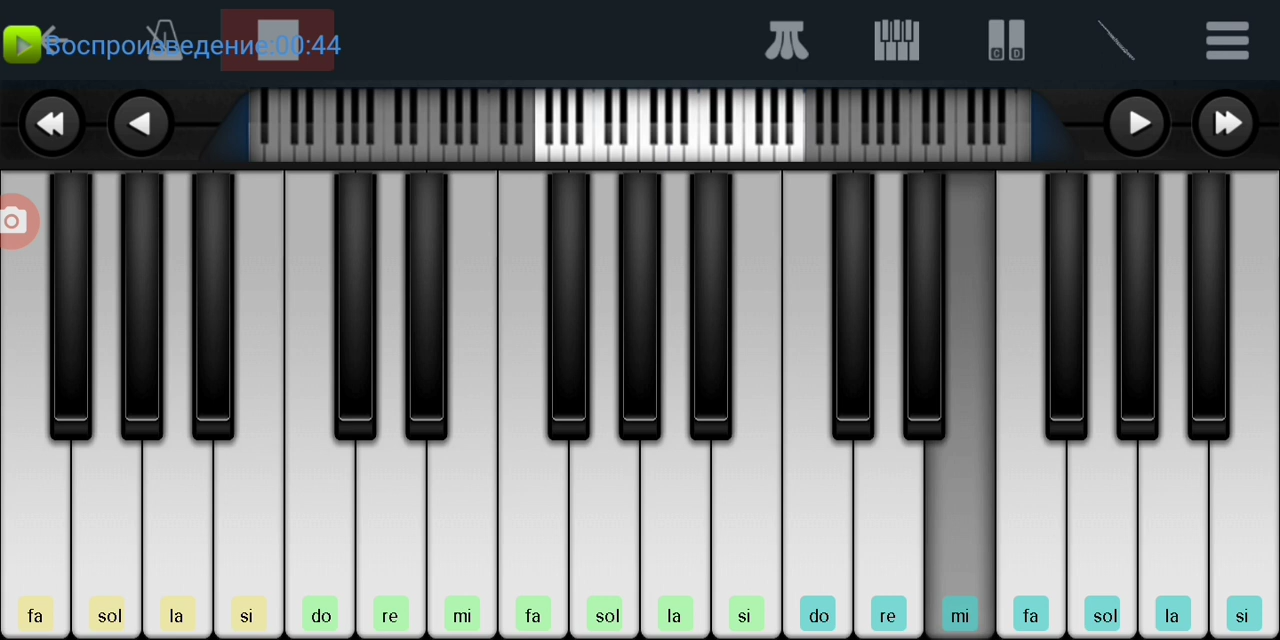 Воспроизведение:00:44
C D
fa sol la si do re mi fa sol la si do re mi fa sol la si